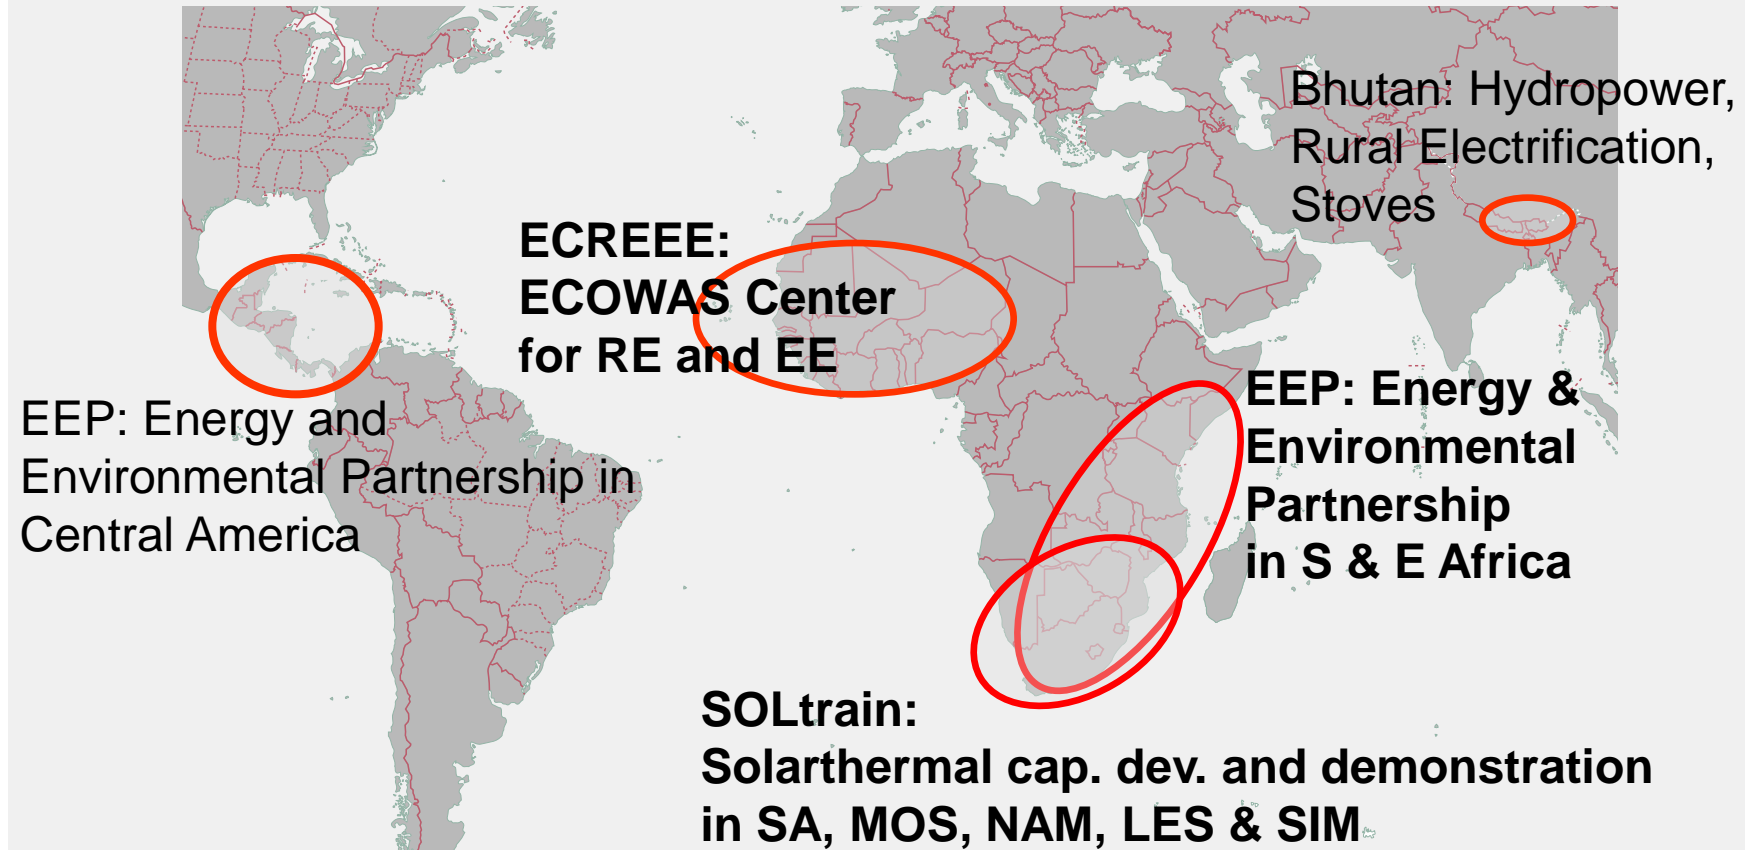 Bhutan: Hydropower,
Rural Electrification,
Stoves
ECREEE:
ECOWAS Center
for RE and EE
EEP: Energy and
Environmental Partnership in
Central America
EEP: Energy &
Environmental
Partnership
in S & E Africa
SOLtrain:
Solarthermal cap. dev. and demonstration
in SA, MOS, NAM, LES & SIM